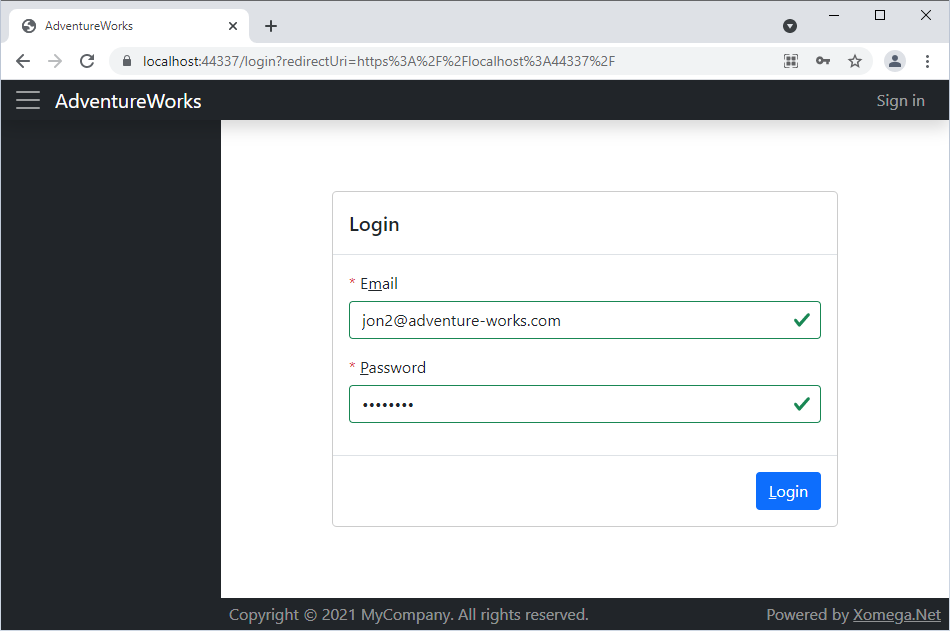 AdventureWorks
localhost:44337/login?redirectUri=https%3A%2F%2Flocalhost%3A44337%2F
AdventureWorks
Sign in
Login
* Email
jon2@adventure-works.com
* Password
••••••••
Login
Copyright © 2021 MyCompany. All rights reserved.
Powered by Xomega.Net